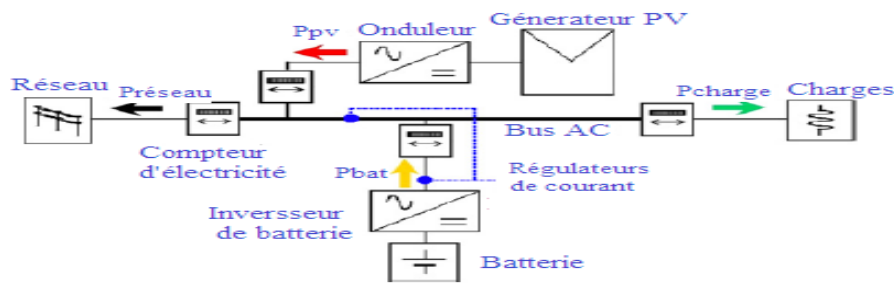 Ppv
Onduleur
Génerateur PV
Réseau
Préseau
Pcharge
Charges
Bus AC
Compteur
d'électricité
Pbat
Régulateurs
de courant
Inversseur
de batterie
Batterie